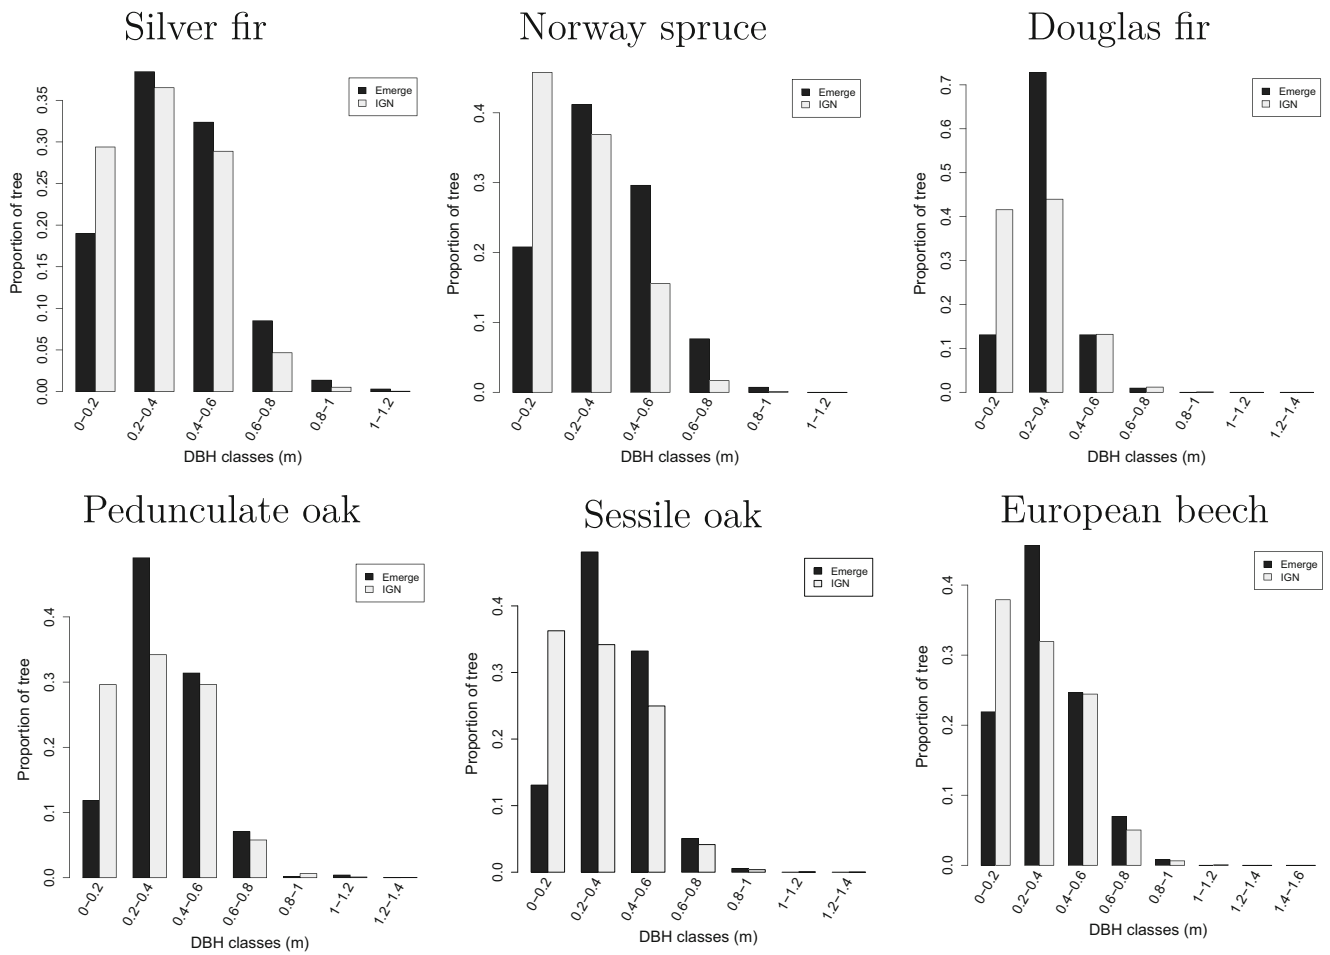 Silver fir
Emerge
IGN
Proportion of tree
0.35
0.30
0.25
0.20
0.15
0.10
0.05
0.00
0−0.2
0.2−0.4
0.4−0.6
0.6−0.8
0.8−1
1−1.2
DBH classes (m)
Norway spruce
Emerge
IGN
Proportion of tree
0.4
0.3
0.2
0.1
0.0
0−0.2
0.2−0.4
0.4−0.6
0.6−0.8
0.8−1
1−1.2
DBH classes (m)
Douglas fir
Emerge
IGN
Proportion of tree
0.7
0.6
0.5
0.4
0.3
0.2
0.1
0.0
0−0.2
0.2−0.4
0.4−0.6
0.6−0.8
0.8−1
1−1.2
1.2−1.4
DBH classes (m)
Pedunculate oak
Emerge
IGN
Proportion of tree
0.4
0.3
0.2
0.1
0.0
0−0.2
0.2−0.4
0.4−0.6
0.6−0.8
0.8−1
1−1.2
1.2−1.4
DBH classes (m)
Sessile oak
Emerge
IGN
Proportion of tree
0.4
0.3
0.2
0.1
0.0
0−0.2
0.2−0.4
0.4−0.6
0.6−0.8
0.8−1
1−1.2
1.2−1.4
DBH classes (m)
European beech
Emerge
IGN
Proportion of tree
0.4
0.3
0.2
0.1
0.0
0−0.2
0.2−0.4
0.4−0.6
0.6−0.8
0.8−1
1−1.2
1.2−1.4
1.4−1.6
DBH classes (m)